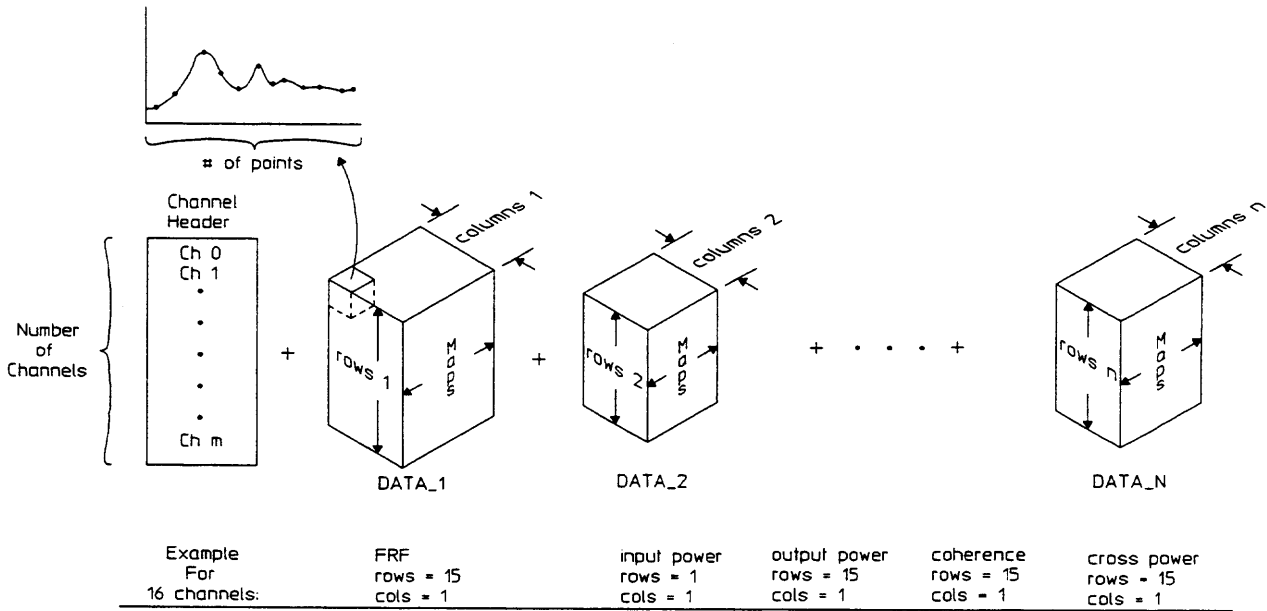 # of points
Channel
Header
Ch 0
Ch 1
Ch m
Number
of
Channels
+
rows 1
Maps
columns 1
DATA_1
+
rows 2
Maps
columns 2
DATA_2
+ . . . +
rows n
Maps
columns n
DATA_N
Example
For
16 channels:
FRF
rows = 15
cols = 1
input power
rows = 1
cols = 1
output power
rows = 15
cols = 1
coherence
rows = 15
cols = 1
cross power
rows = 15
cols = 1